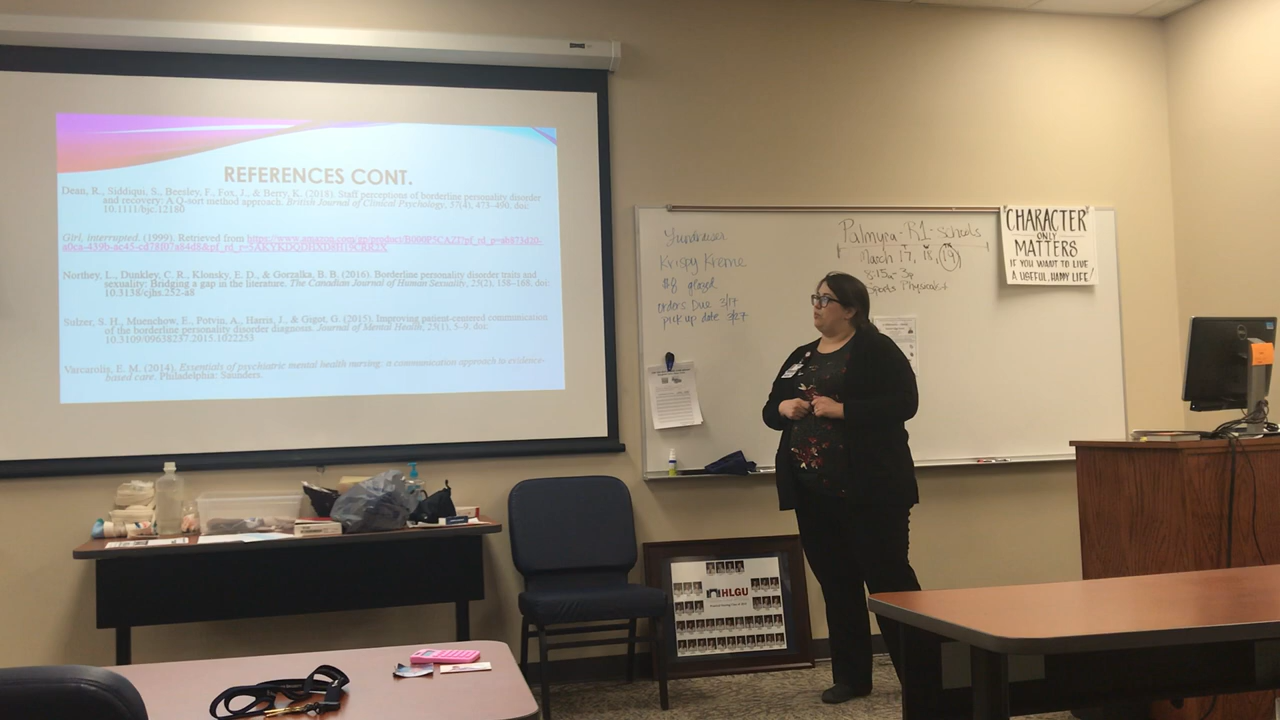 REFERENCES CONT.
Dean, R., Siddiqui, S., Beesley, F., Fox, J., & Berry, K. (2018). Staff perceptions of borderline personality disorder
and recovery: A Q-sort method approach. British Journal of Clinical Psychology, 57(4), 473–490. doi:
10.1111/bjc.12180
Girl, interrupted. (1999). Retrieved from
Northey, L., Dunkley, C. R., Klonsky, E. D., & Gorzalka, B. B. (2016). Borderline personality disorder traits and
sexuality: Bridging a gap in the literature. The Canadian Journal of Human Sexuality, 25(2), 158–168. doi:
10.3138/cjhs.252-a8
Sulzer, S. H., Muenchow, E., Potvin, A., Harris, J., & Gigot, G. (2015). Improving patient-centered communication
of the borderline personality disorder diagnosis. Journal of Mental Health, 25(1), 5–9. doi:
10.3109/09638237.2015.1022253
Varcarolis, E. M. (2014). Essentials of psychiatric mental health nursing: a communication approach to evidence-
based care. Philadelphia: Saunders.
Fundraiser
Krispy Kreme
$8 glazed
orders Due 3/17
pick up date 3/27
Palmyra-R1-Schools
March 17, 18, 19
8:15a-3p
Sports Physicals
CHARACTER
ONLY
MATTERS
IF YOU WANT TO LIVE
A USEFUL, HAPPY LIFE!
HLGU